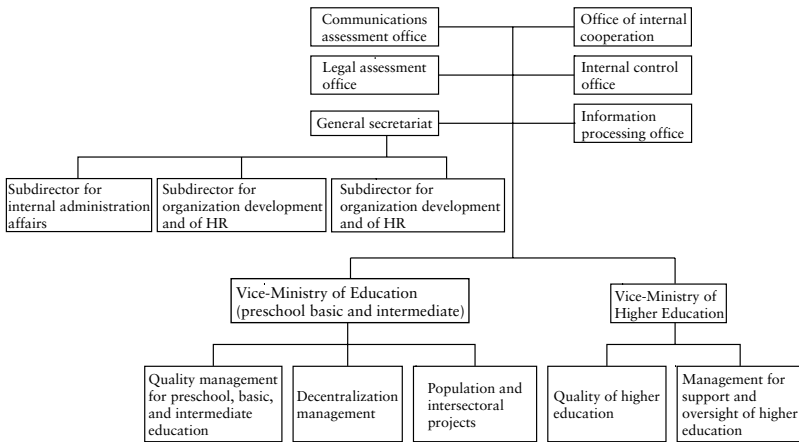 Communications
assessment office
Office of internal
cooperation
Legal assessment
office
Internal control
office
General secretariat
Information
processing office
Subdirector for
internal administration
affairs
Subdirector for
organization development
and of HR
Subdirector for
organization development
and of HR
Vice-Ministry of Education
(preschool basic and intermediate)
Vice-Ministry of
Higher Education
Quality management
for preschool, basic,
and intermediate
education
Decentralization
management
Population and
intersectoral
projects
Quality of higher
education
Management for
support and
oversight of higher
education